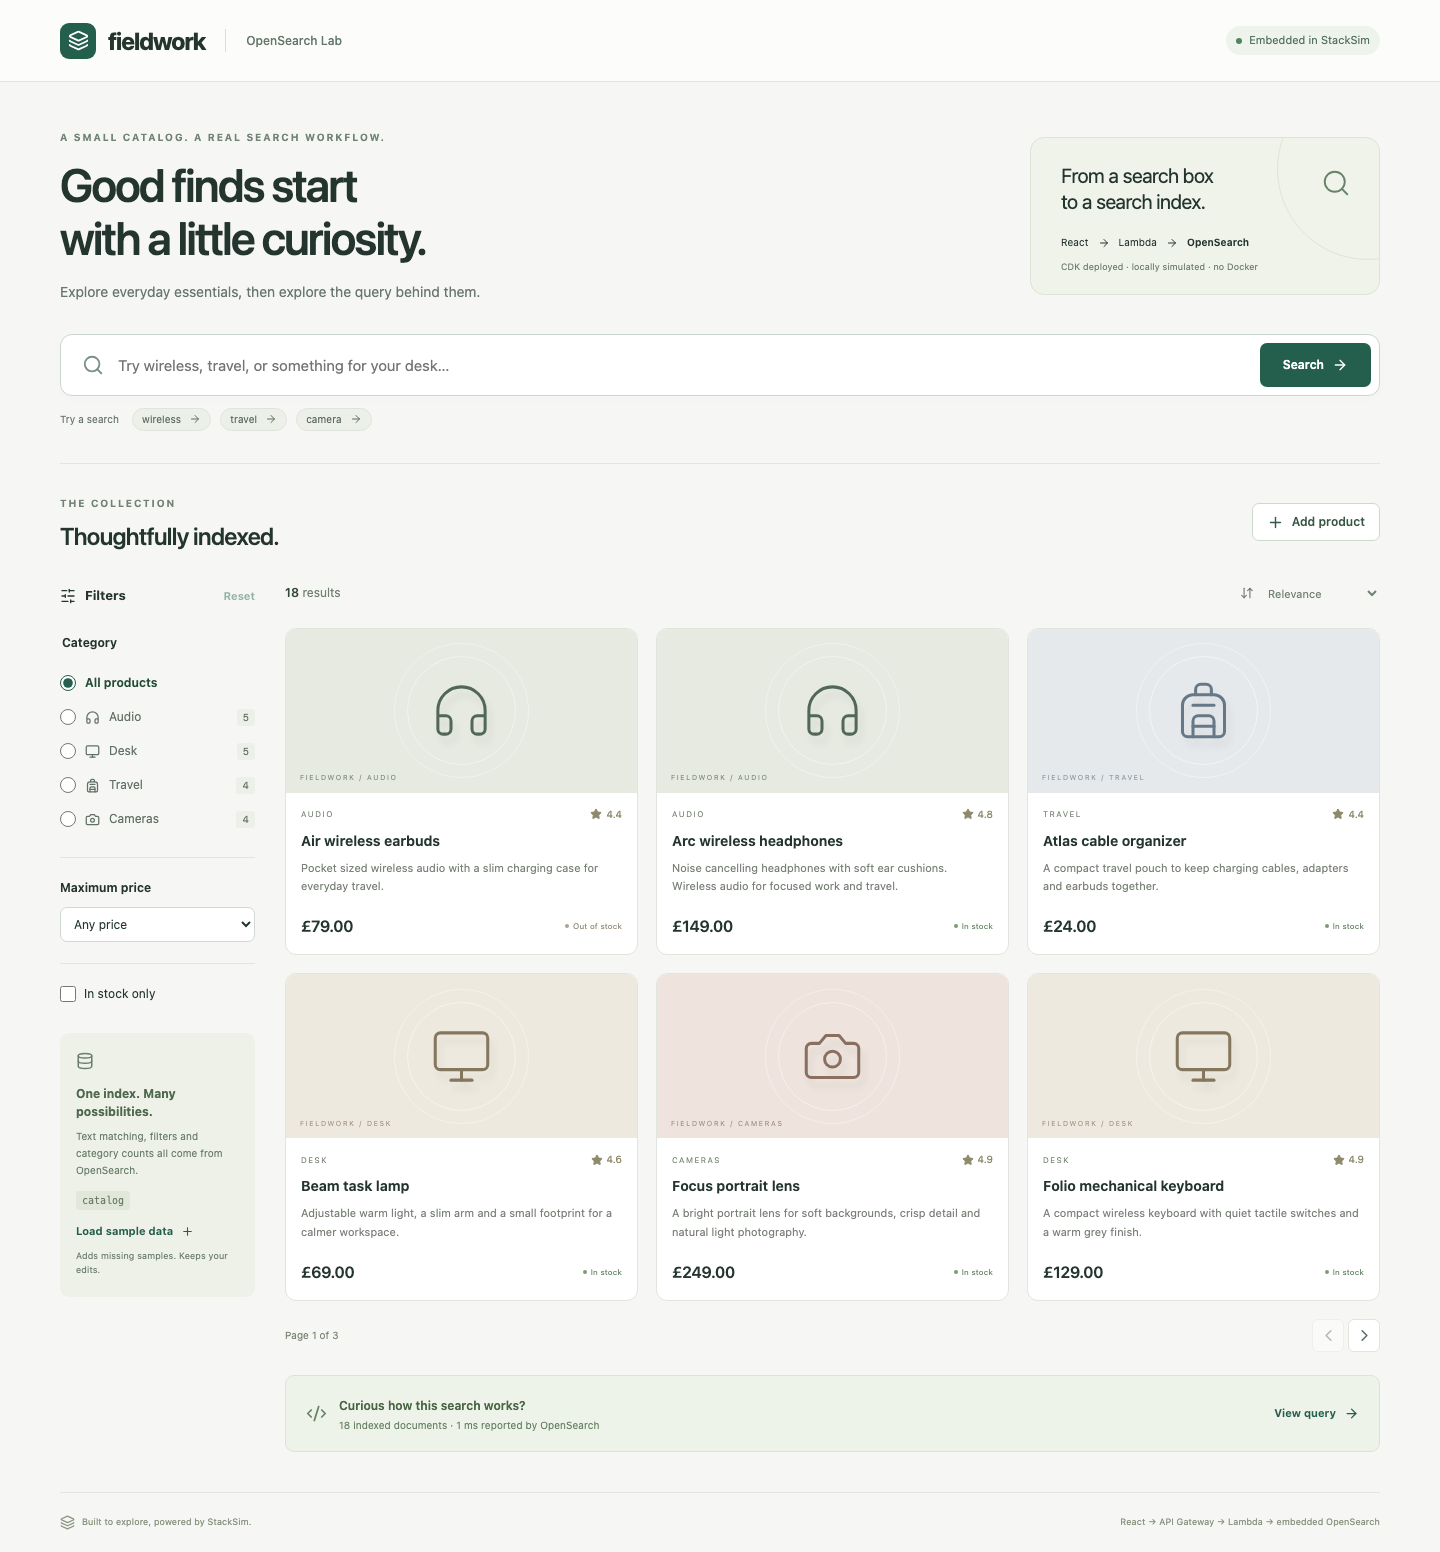 fieldwork
OpenSearch Lab
Embedded in StackSim
A SMALL CATALOG. A REAL SEARCH WORKFLOW.
Good finds start
with a little curiosity.
Explore everyday essentials, then explore the query behind them.
From a search box
to a search index.
React → Lambda → OpenSearch
CDK deployed · locally simulated · no Docker
Try wireless, travel, or something for your desk...
Search →
Try a search
wireless →
travel →
camera →
THE COLLECTION
Thoughtfully indexed.
+ Add product
Filters
Reset
Category
All products
Audio 5
Desk 5
Travel 4
Cameras 4
Maximum price
Any price
In stock only
One index. Many
possibilities.
Text matching, filters and
category counts all come from
OpenSearch.
catalog
Load sample data +
Adds missing samples. Keeps your
edits.
18 results
Relevance
FIELDWORK / AUDIO
AUDIO
4.4
Air wireless earbuds
Pocket sized wireless audio with a slim charging case for
everyday travel.
£79.00
Out of stock
FIELDWORK / AUDIO
AUDIO
4.8
Arc wireless headphones
Noise cancelling headphones with soft ear cushions.
Wireless audio for focused work and travel.
£149.00
In stock
FIELDWORK / TRAVEL
TRAVEL
4.4
Atlas cable organizer
A compact travel pouch to keep charging cables, adapters
and earbuds together.
£24.00
In stock
FIELDWORK / DESK
DESK
4.6
Beam task lamp
Adjustable warm light, a slim arm and a small footprint for a
calmer workspace.
£69.00
In stock
FIELDWORK / CAMERAS
CAMERAS
4.9
Focus portrait lens
A bright portrait lens for soft backgrounds, crisp detail and
natural light photography.
£249.00
In stock
FIELDWORK / DESK
DESK
4.9
Folio mechanical keyboard
A compact wireless keyboard with quiet tactile switches and
a warm grey finish.
£129.00
In stock
Page 1 of 3
Curious how this search works?
18 indexed documents · 1 ms reported by OpenSearch
View query →
Built to explore, powered by StackSim.
React → API Gateway → Lambda → embedded OpenSearch